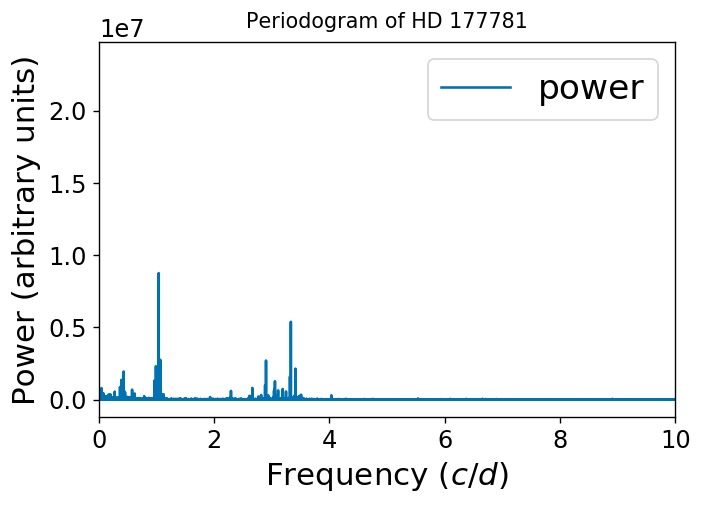 Periodogram of HD 177781
1e7
power
2.0
1.5
1.0
0.5
0.0
Power (arbitrary units)
0 2 4 6 8 10
Frequency (c/d)